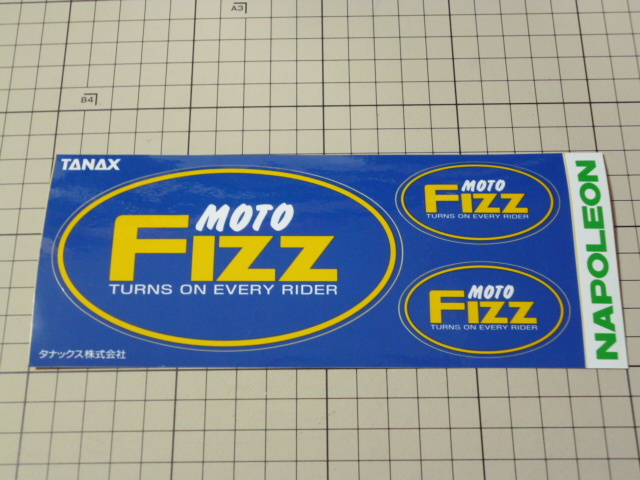 A3
B4
TANAX
MOTO
FIZZ
TURNS ON EVERY RIDER
タナックス株式会社
MOTO
FIZZ
TURNS ON EVERY RIDER
MOTO
FIZZ
TURNS ON EVERY RIDER
NAPOLEON